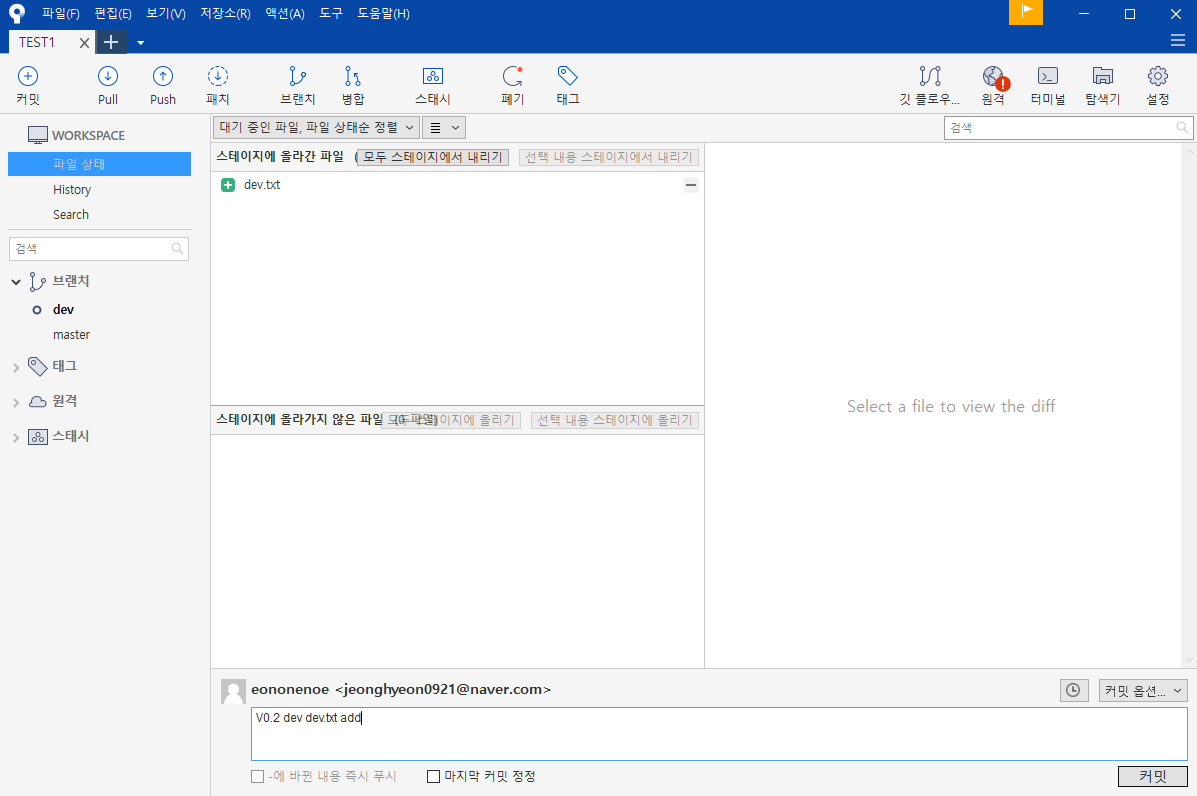 파일(F) 편집(E) 보기(V) 저장소(R) 액션(A) 도구 도움말(H)
TEST1
커밋 Pull Push 패치 브랜치 병합 스태시 폐기 태그 깃 플로우... 원격 터미널 탐색기 설정
WORKSPACE
파일 상태
History
Search
검색
브랜치
dev
master
태그
원격
스태시
대기 중인 파일, 파일 상태순 정렬
검색
스테이지에 올라간 파일 ( 모두 스테이지에서 내리기 선택 내용 스테이지에서 내리기
dev.txt
스테이지에 올라가지 않은 파일 (0 파일) 모두 스테이지에 올리기 선택 내용 스테이지에 올리기
Select a file to view the diff
eononenoe <jeonghyeon0921@naver.com>
커밋 옵션...
V0.2 dev dev.txt add
-에 바뀐 내용 즉시 푸시 마지막 커밋 정정
커밋